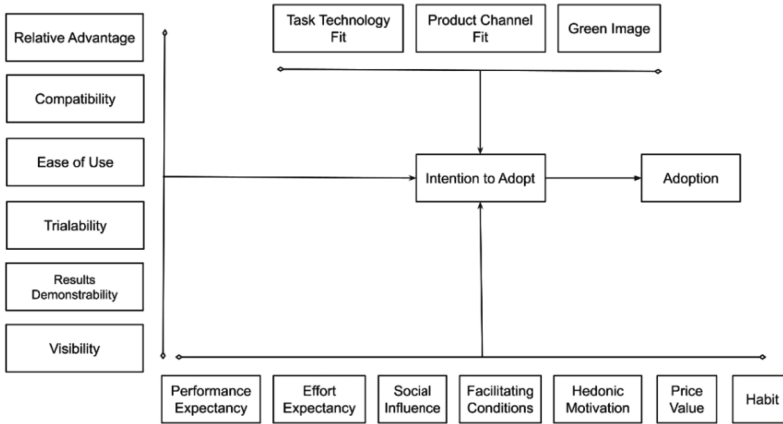 Relative Advantage
Compatibility
Ease of Use
Trialability
Results
Demonstrability
Visibility
Task Technology
Fit
Product Channel
Fit
Green Image
Intention to Adopt
Adoption
Performance
Expectancy
Effort
Expectancy
Social
Influence
Facilitating
Conditions
Hedonic
Motivation
Price
Value
Habit